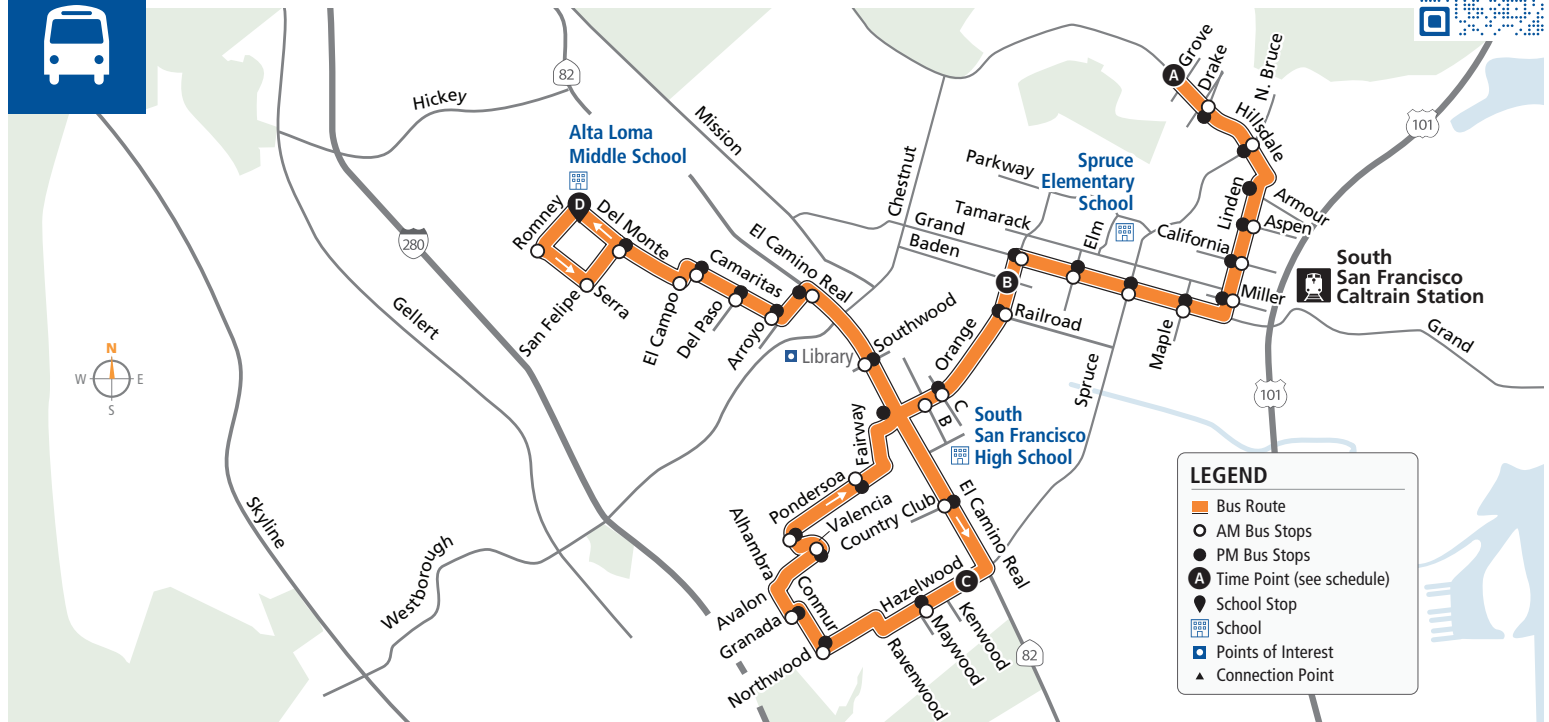 82
Hickey
Mission
Alta Loma
Middle School
D
Romney
Del Monte
San Felipe
Serra
El Campo
Camaritas
Del Paso
Arroyo
El Camino Real
Library
Southwood
280
Gellert
Skyline
Westborough
N
W
E
S
Chestnut
Parkway
Spruce
Elementary
School
Tamarack
Grand
Baden
Elm
B
Railroad
Orange
Spruce
Maple
A
Grove
Drake
N. Bruce
Hillsdale
Linden
Armour
Aspen
California
Miller
South
San Francisco
Caltrain Station
Grand
101
101
C
B
South
San Francisco
High School
Fairway
Pondersoa
Valencia
Country Club
El Camino Real
Alhambra
Avalon
Granada
Conmur
Northwood
Hazelwood
C
Kenwood
Maywood
Ravenwood
82
LEGEND
Bus Route
AM Bus Stops
PM Bus Stops
A Time Point (see schedule)
School Stop
School
Points of Interest
Connection Point